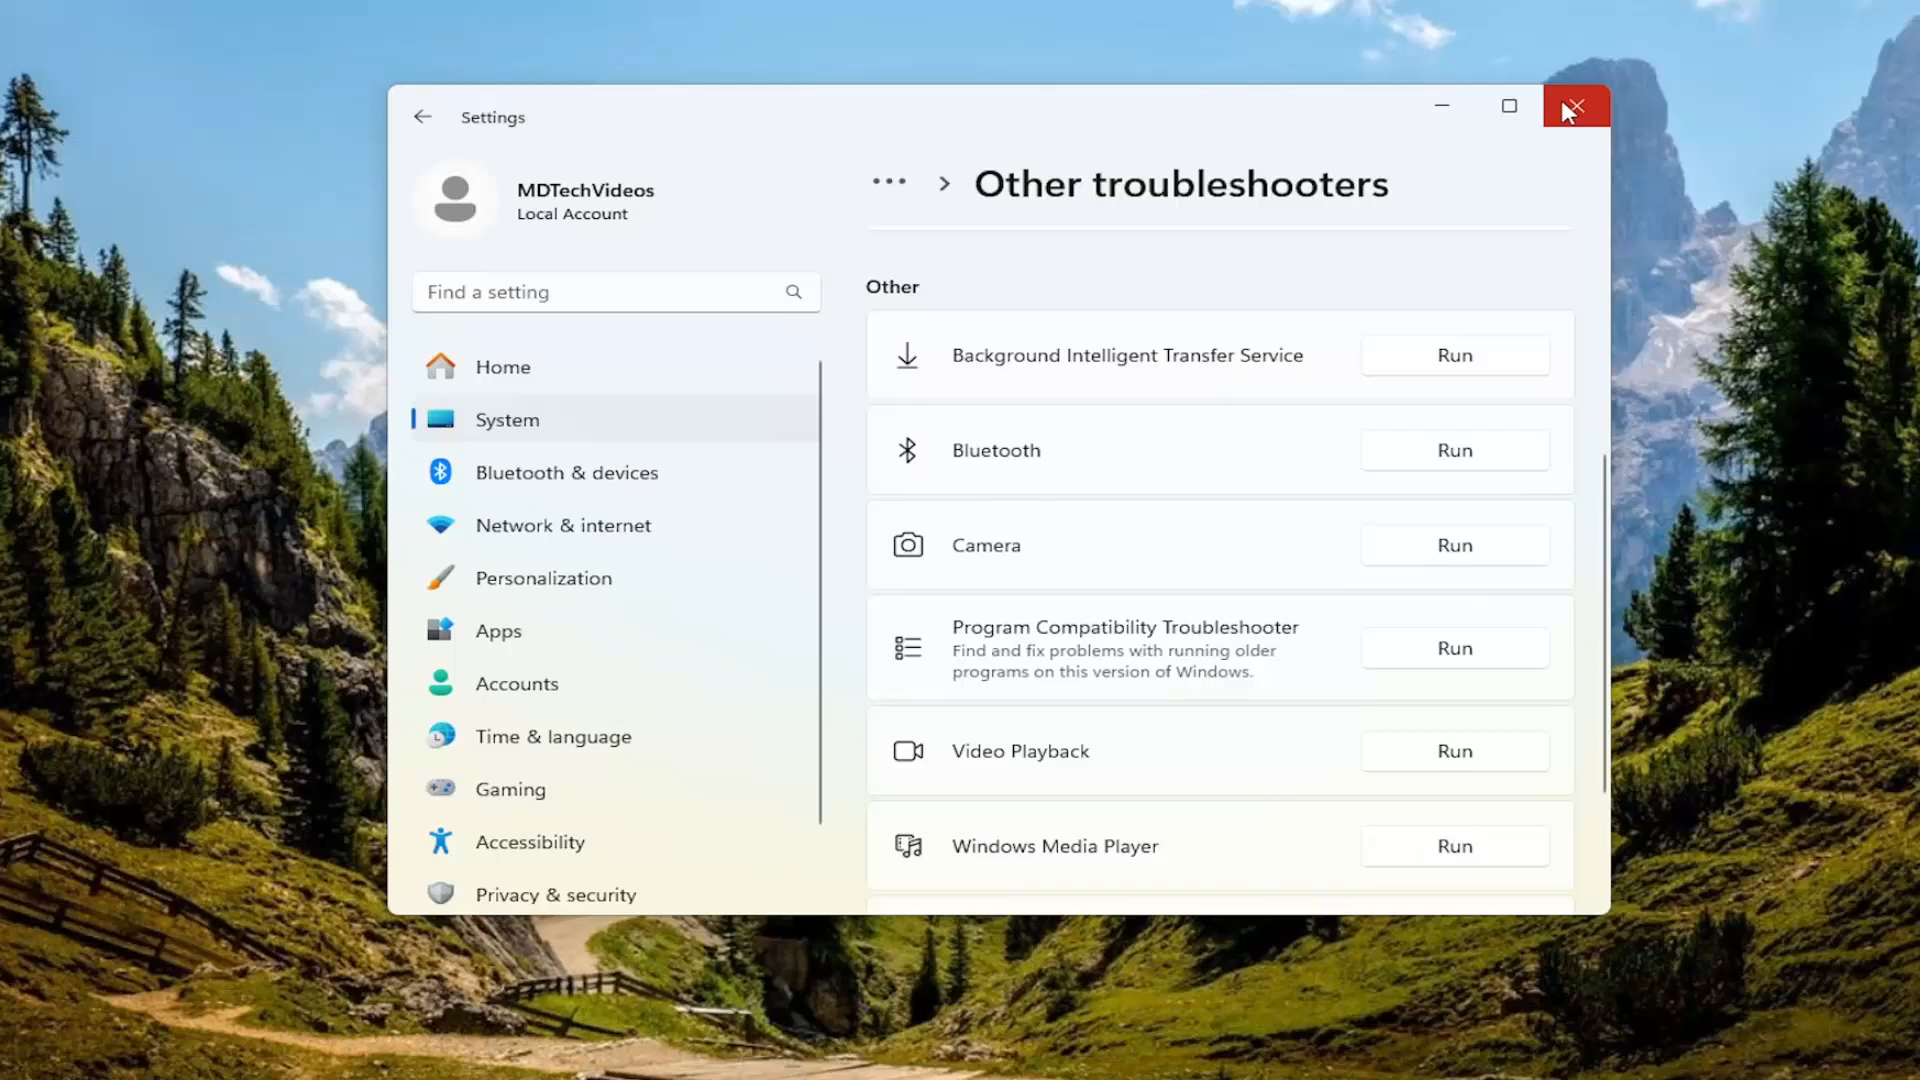 Settings
MDTechVideos
Local Account
Find a setting
Home
System
Bluetooth & devices
Network & internet
Personalization
Apps
Accounts
Time & language
Gaming
Accessibility
Privacy & security
... > Other troubleshooters
Other
Background Intelligent Transfer Service Run
Bluetooth Run
Camera Run
Program Compatibility Troubleshooter
Find and fix problems with running older
programs on this version of Windows.
Run
Video Playback Run
Windows Media Player Run